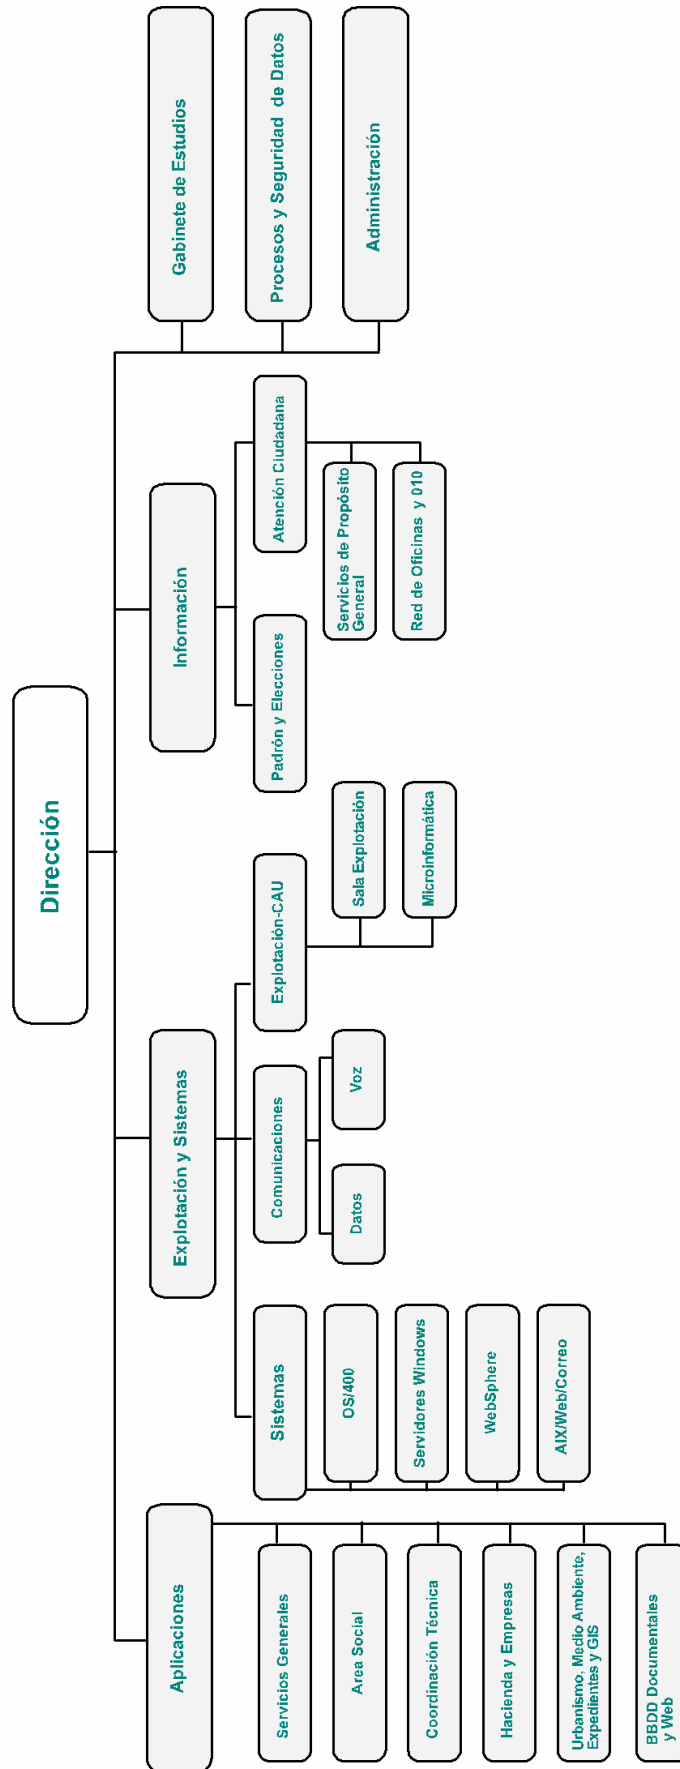 Dirección
Aplicaciones
Servicios Generales
Area Social
Coordinación Técnica
Hacienda y Empresas
Urbanismo, Medio Ambiente,
Expedientes y GIS
BBDD Documentales
y Web
Explotación y Sistemas
Sistemas
OS/400
Servidores Windows
WebSphere
AIX/Web/Correo
Comunicaciones
Datos
Voz
Explotación-CAU
Sala Explotación
Microinformática
Información
Padrón y Elecciones
Atención Ciudadana
Servicios de Propósito
General
Red de Oficinas y 010
Gabinete de Estudios
Procesos y Seguridad de Datos
Administración